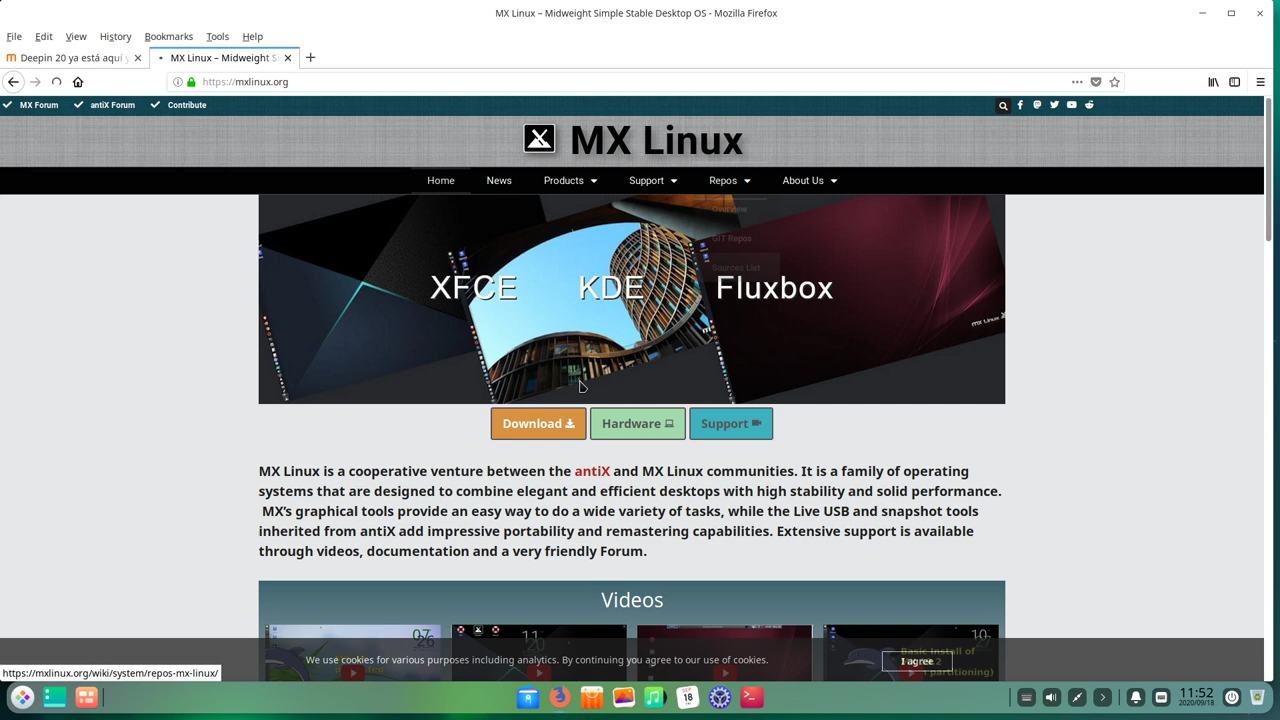 MX Linux – Midweight Simple Stable Desktop OS - Mozilla Firefox
File Edit View History Bookmarks Tools Help
Deepin 20 ya está aquí y
MX Linux – Midweight S
https://mxlinux.org
MX Forum antiX Forum Contribute
MX Linux
Home News Products Support Repos About Us
Overview
GIT Repos
Sources List
XFCE KDE Fluxbox
Download Hardware Support
MX Linux is a cooperative venture between the antiX and MX Linux communities. It is a family of operating
systems that are designed to combine elegant and efficient desktops with high stability and solid performance.
MX’s graphical tools provide an easy way to do a wide variety of tasks, while the Live USB and snapshot tools
inherited from antiX add impressive portability and remastering capabilities. Extensive support is available
through videos, documentation and a very friendly Forum.
Videos
We use cookies for various purposes including analytics. By continuing you agree to our use of cookies.
I agree
https://mxlinux.org/wiki/system/repos-mx-linux/
SEP
18
11:52
2020/09/18